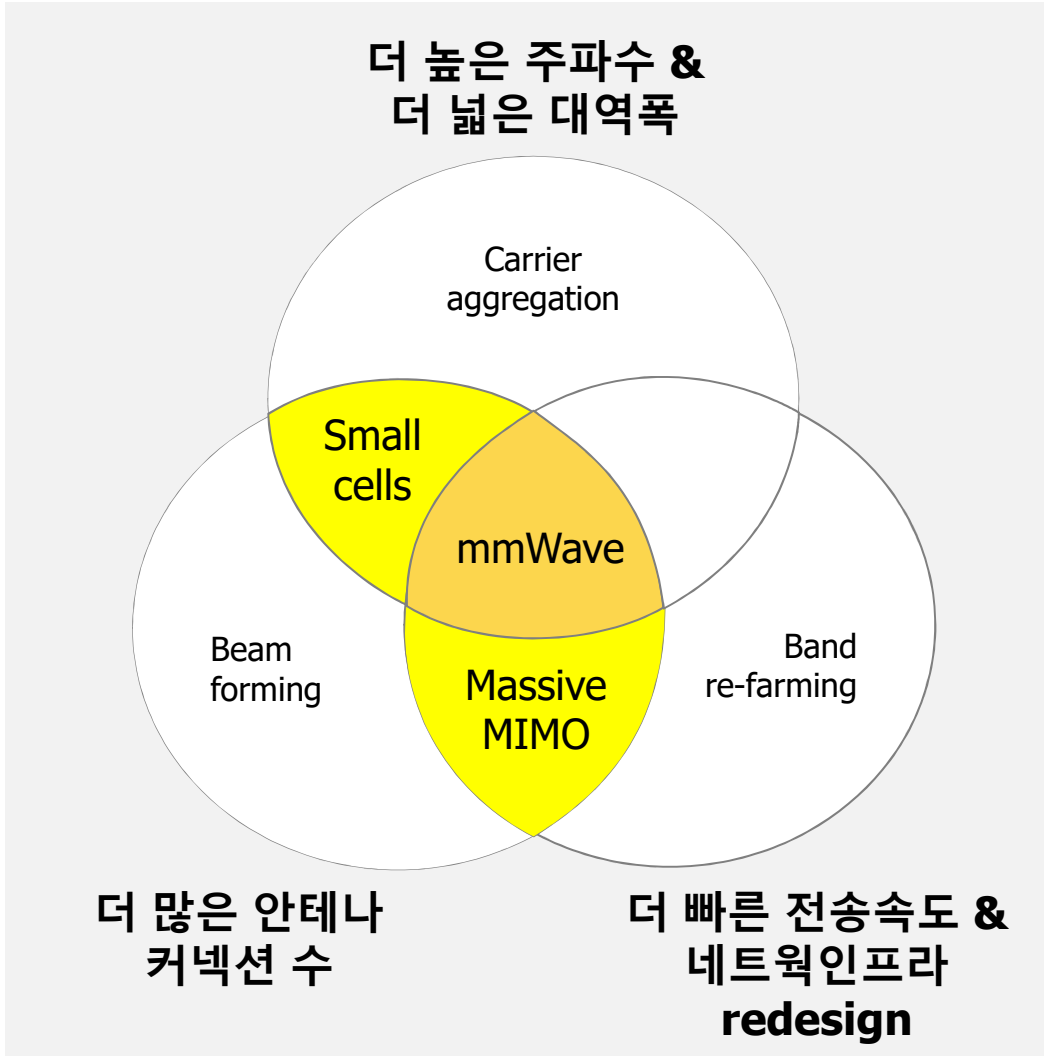 더 높은 주파수 &
더 넓은 대역폭
Carrier
aggregation
Small
cells
mmWave
Beam
forming
Massive
MIMO
Band
re-farming
더 많은 안테나
커넥션 수
더 빠른 전송속도 &
네트웍인프라
redesign